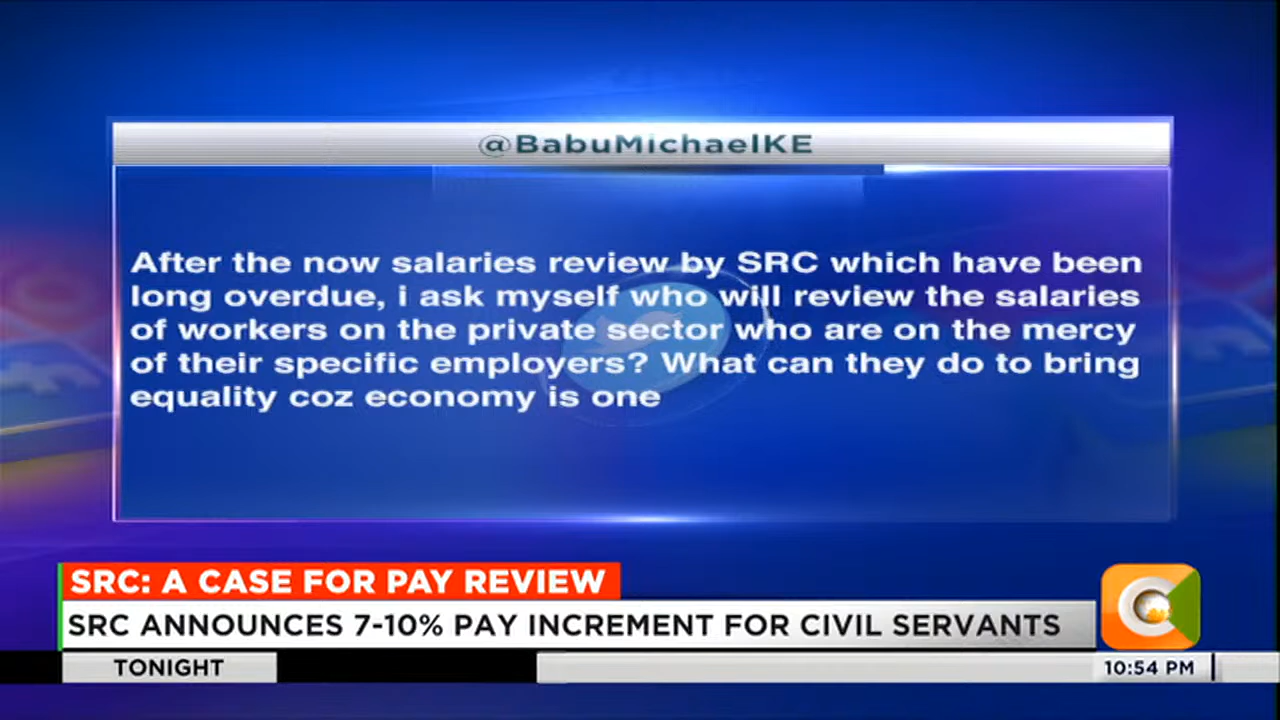 @BabuMichaelKE
After the now salaries review by SRC which have been
long overdue, i ask myself who will review the salaries
of workers on the private sector who are on the mercy
of their specific employers? What can they do to bring
equality coz economy is one
SRC: A CASE FOR PAY REVIEW
SRC ANNOUNCES 7-10% PAY INCREMENT FOR CIVIL SERVANTS
TONIGHT
10:54 PM